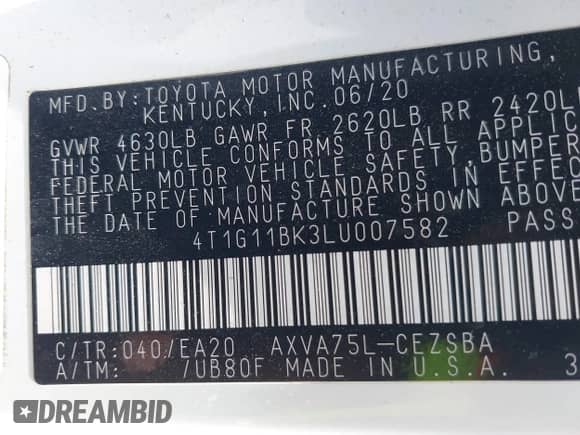 MFD. BY: TOYOTA MOTOR MANUFACTURING,
KENTUCKY, INC. 06/20
GVWR 4630LB GAWR FR 2620LB RR 2420L
THIS VEHICLE CONFORMS TO ALL APPLIC
FEDERAL MOTOR VEHICLE SAFETY, BUMPER
THEFT PREVENTION STANDARDS IN EFFEC
THE DATE OF MANUFACTURE SHOWN ABOVE
4T1G11BK3LU007582 PASS
C/TR: 040/EA20 AXVA75L-CEZSBA
A/TM: /UB80F MADE IN U.S.A. 3
DREAMBID